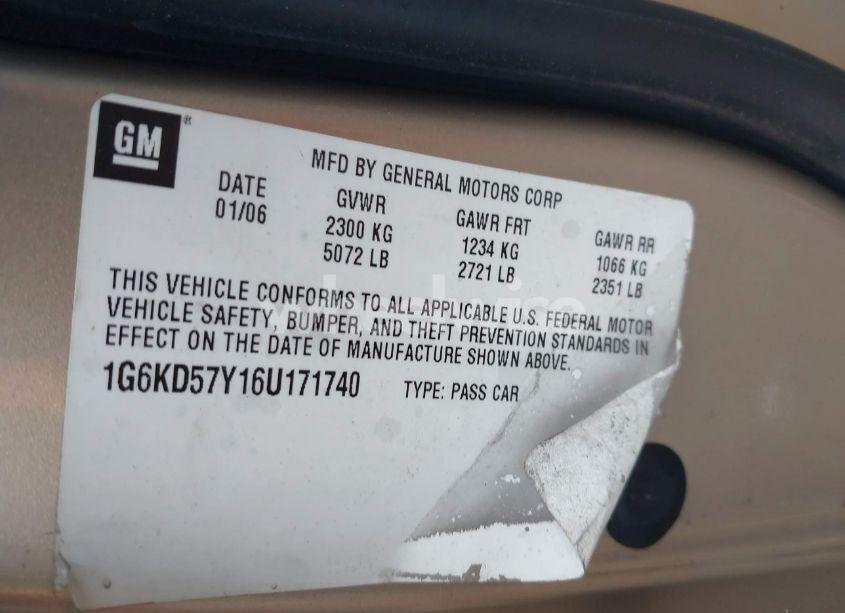 GM ®
MFD BY GENERAL MOTORS CORP
DATE GVWR GAWR FRT GAWR RR
01/06 2300 KG 1234 KG 1066 KG
5072 LB 2721 LB 2351 LB
THIS VEHICLE CONFORMS TO ALL APPLICABLE U.S. FEDERAL MOTOR
VEHICLE SAFETY, BUMPER, AND THEFT PREVENTION STANDARDS IN
EFFECT ON THE DATE OF MANUFACTURE SHOWN ABOVE.
1G6KD57Y16U171740 TYPE: PASS CAR